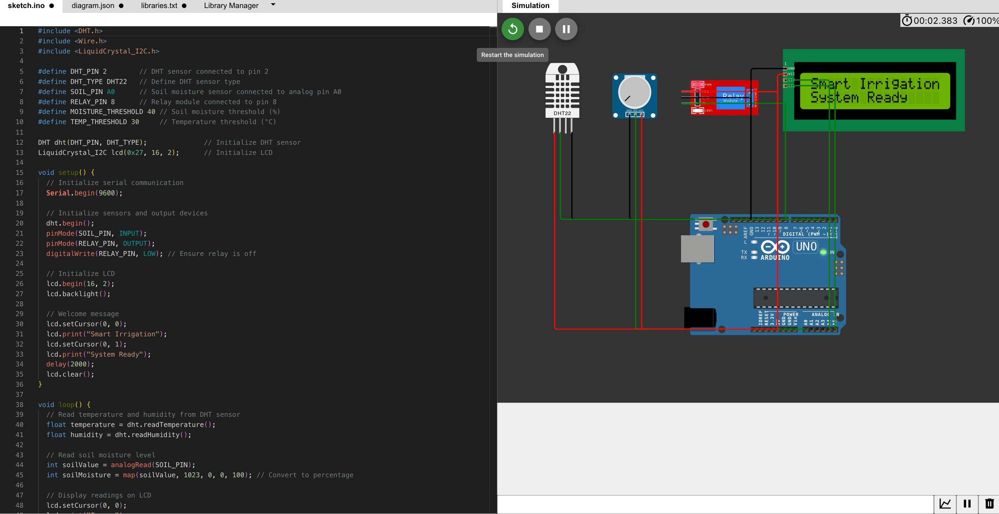 sketch.ino ● diagram.json ● libraries.txt ● Library Manager
Simulation
00:02.383 100%
Restart the simulation
1 #include <DHT.h>
2 #include <Wire.h>
3 #include <LiquidCrystal_I2C.h>
4
5 #define DHT_PIN 2 // DHT sensor connected to pin 2
6 #define DHT_TYPE DHT22 // Define DHT sensor type
7 #define SOIL_PIN A0 // Soil moisture sensor connected to analog pin A0
8 #define RELAY_PIN 8 // Relay module connected to pin 8
9 #define MOISTURE_THRESHOLD 40 // Soil moisture threshold (%)
10 #define TEMP_THRESHOLD 30 // Temperature threshold (°C)
11
12 DHT dht(DHT_PIN, DHT_TYPE); // Initialize DHT sensor
13 LiquidCrystal_I2C lcd(0x27, 16, 2); // Initialize LCD
14
15 void setup() {
16 // Initialize serial communication
17 Serial.begin(9600);
18
19 // Initialize sensors and output devices
20 dht.begin();
21 pinMode(SOIL_PIN, INPUT);
22 pinMode(RELAY_PIN, OUTPUT);
23 digitalWrite(RELAY_PIN, LOW); // Ensure relay is off
24
25 // Initialize LCD
26 lcd.begin(16, 2);
27 lcd.backlight();
28
29 // Welcome message
30 lcd.setCursor(0, 0);
31 lcd.print("Smart Irrigation");
32 lcd.setCursor(0, 1);
33 lcd.print("System Ready");
34 delay(2000);
35 lcd.clear();
36 }
37
38 void loop() {
39 // Read temperature and humidity from DHT sensor
40 float temperature = dht.readTemperature();
41 float humidity = dht.readHumidity();
42
43 // Read soil moisture level
44 int soilValue = analogRead(SOIL_PIN);
45 int soilMoisture = map(soilValue, 1023, 0, 0, 100); // Convert to percentage
46
47 // Display readings on LCD
48 lcd.setCursor(0, 0);
DHT22
GND SIG VCC
PWR
Relay
Module
LED1
1
GND
VCC
Smart Irrigation
System Ready
AREF GND 13 12 ~11 ~10 ~9 8 7 ~6 ~5 4 ~3 2
DIGITAL (PWM ~)
L
TX
RX
UNO
ARDUINO
ON
IOREF RESET 3.3V GND GND Vin A0 A1 A2 A3
POWER ANALOG IN